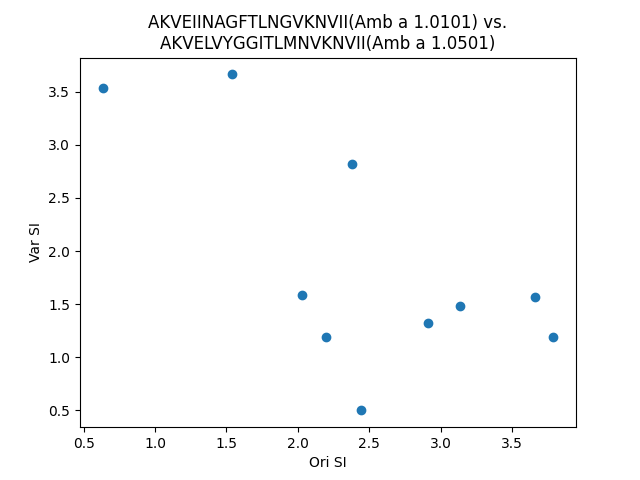 AKVEIINAGFTLNGVKNVII(Amb a 1.0101) vs.
AKVELVYGGITLMNVKNVII(Amb a 1.0501)
3.5
3.0
2.5
2.0
1.5
1.0
0.5
Var SI
0.5 1.0 1.5 2.0 2.5 3.0 3.5
Ori SI